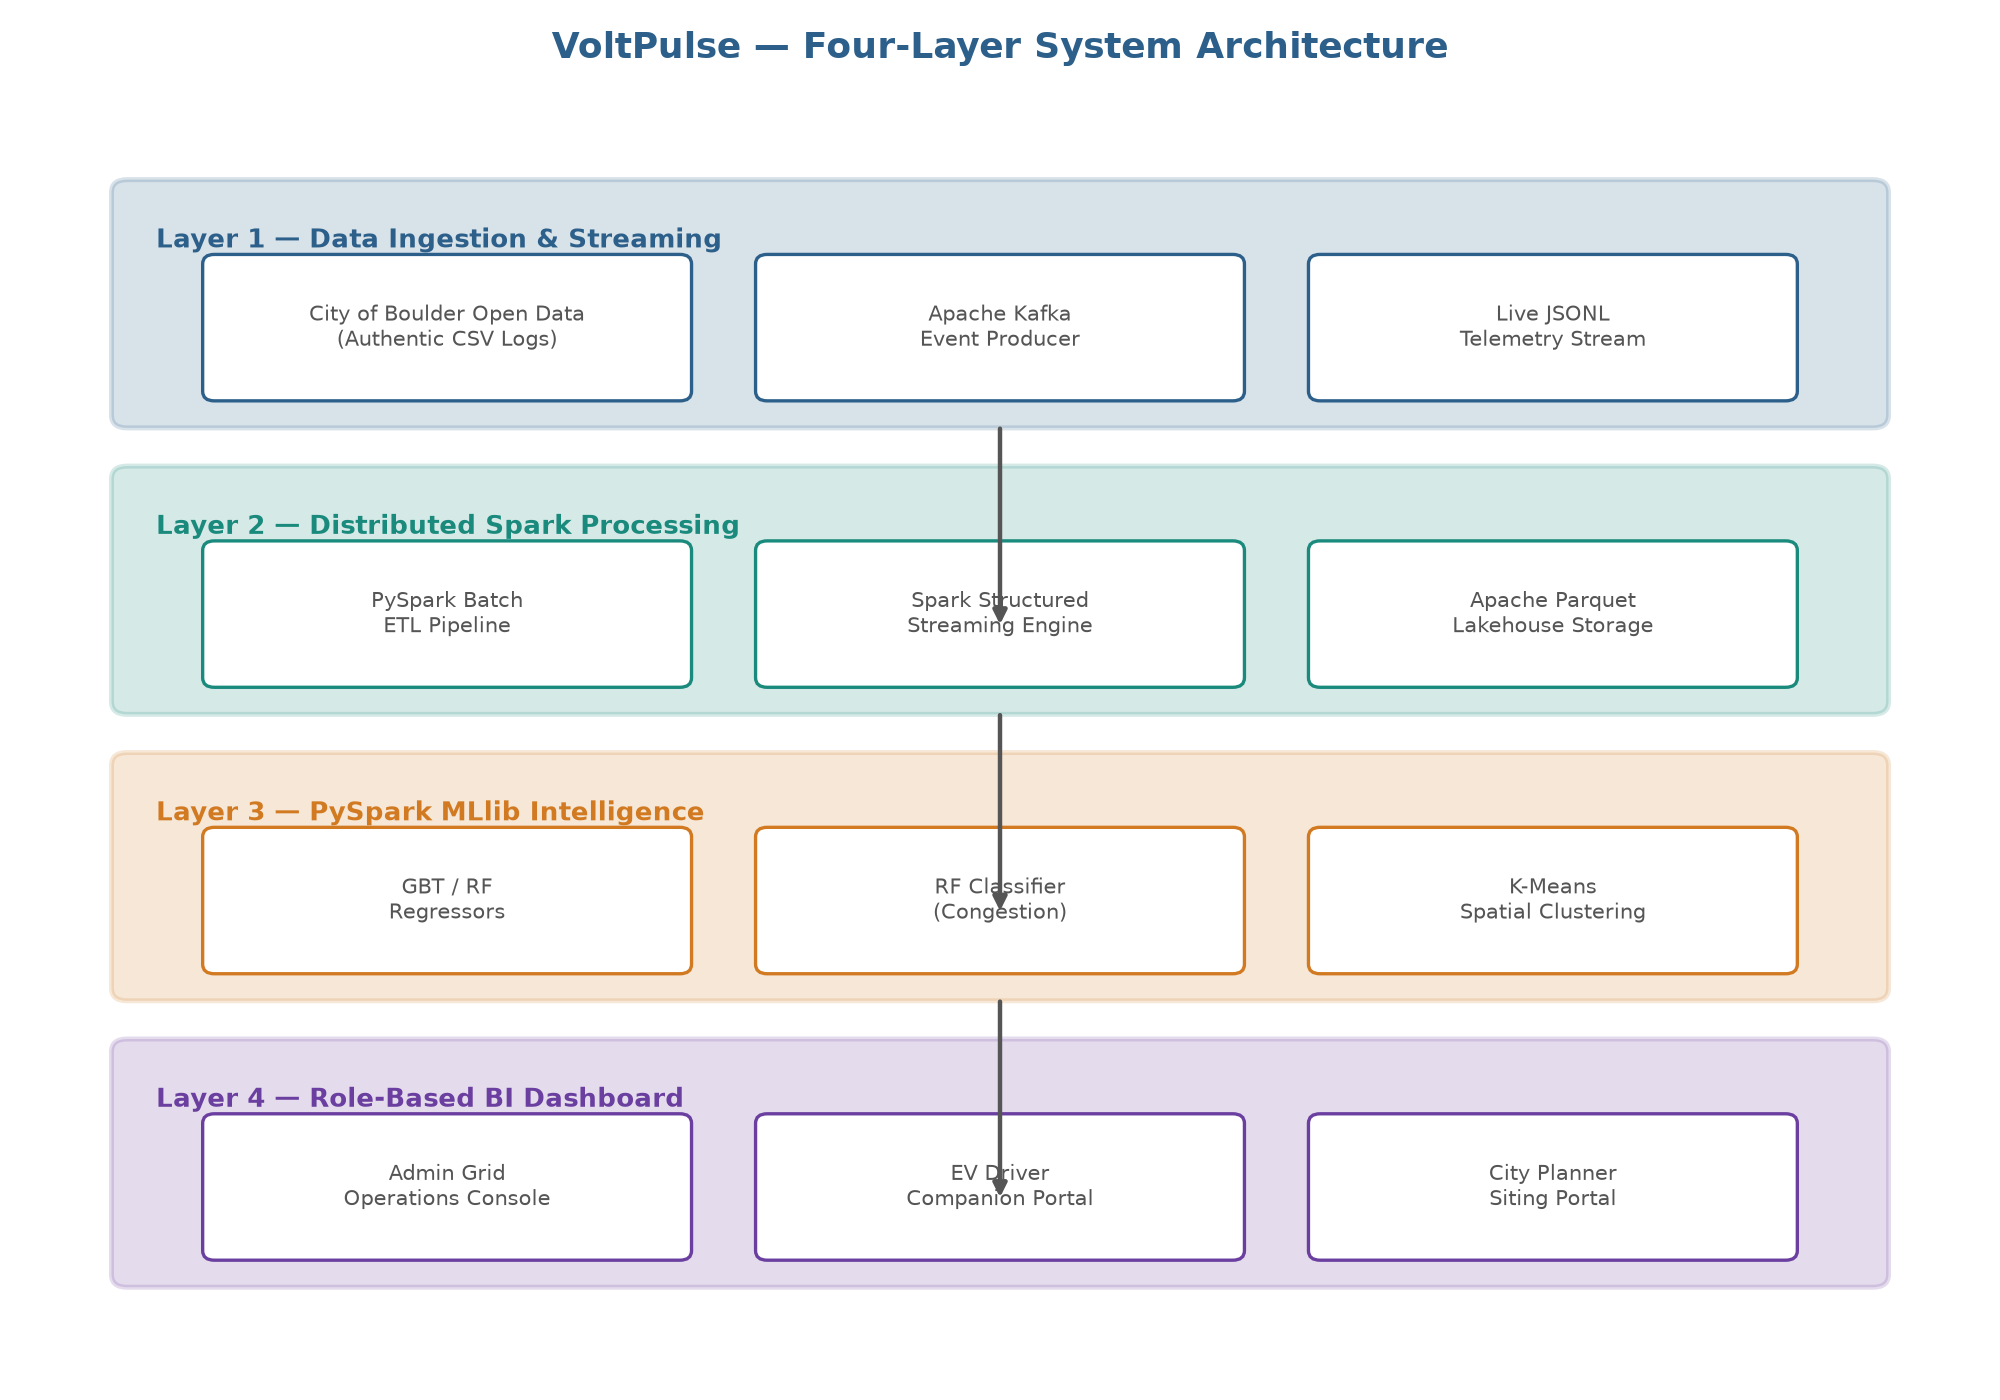 VoltPulse — Four-Layer System Architecture
Layer 1 — Data Ingestion & Streaming
City of Boulder Open Data
(Authentic CSV Logs)
Apache Kafka
Event Producer
Live JSONL
Telemetry Stream
Layer 2 — Distributed Spark Processing
PySpark Batch
ETL Pipeline
Spark Structured
Streaming Engine
Apache Parquet
Lakehouse Storage
Layer 3 — PySpark MLlib Intelligence
GBT / RF
Regressors
RF Classifier
(Congestion)
K-Means
Spatial Clustering
Layer 4 — Role-Based BI Dashboard
Admin Grid
Operations Console
EV Driver
Companion Portal
City Planner
Siting Portal